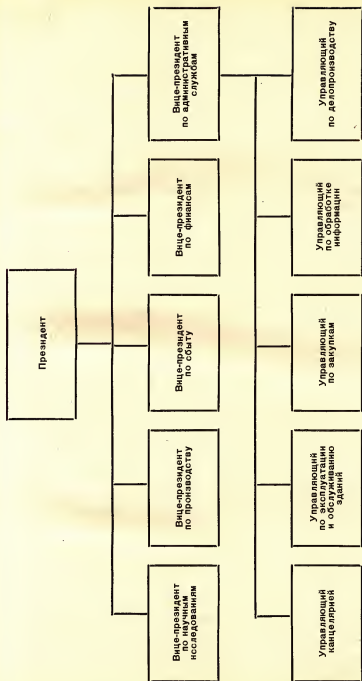 Президент
Вице-президент
по научным
исследованиям
Вице-президент
по производству
Вице-президент
по сбыту
Вице-президент
по финансам
Вице-президент
по административным
службам
Управляющий
канцелярией
Управляющий
по эксплуатации
и обслуживанию
зданий
Управляющий
по закупкам
Управляющий
по обработке
информации
Управляющий
по делопроизводству